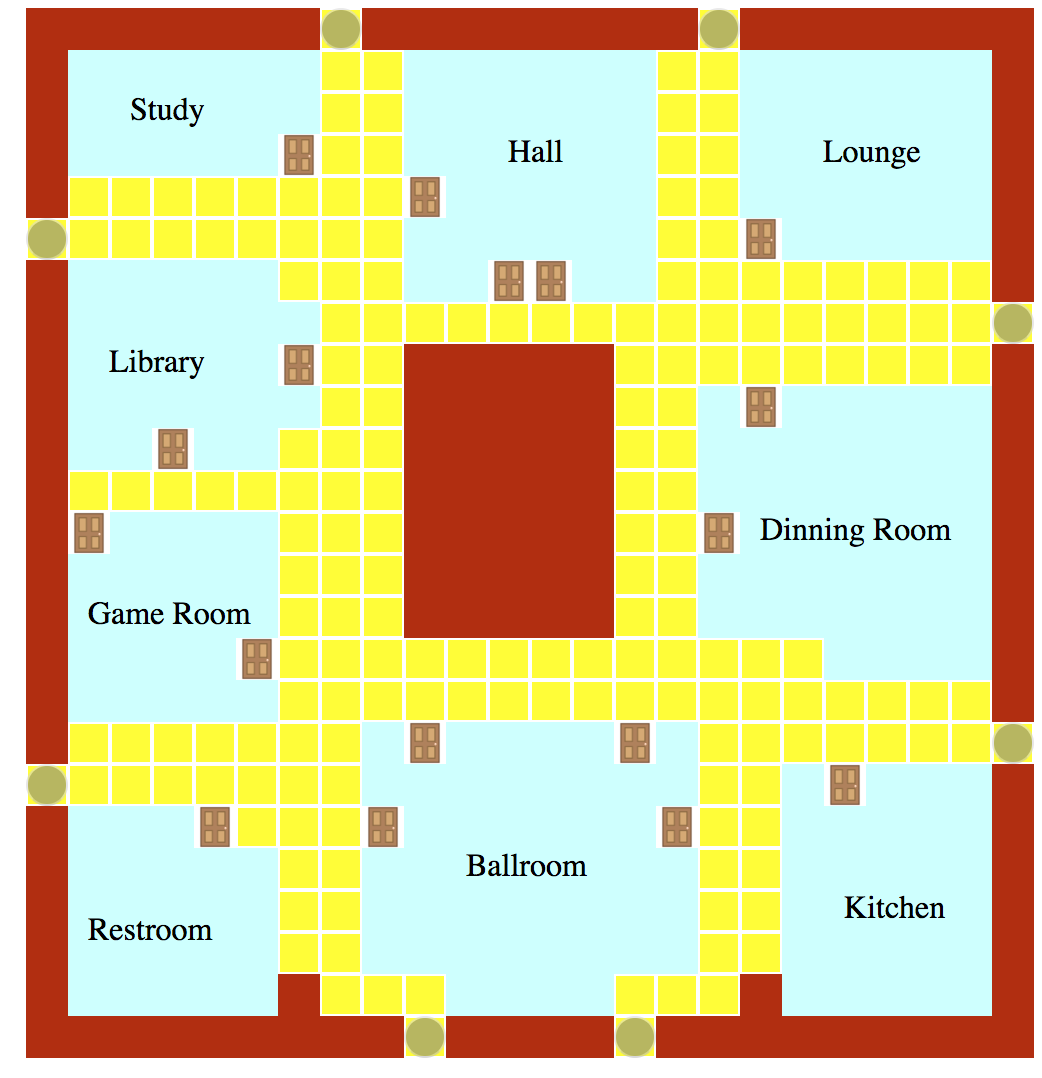 Study
Hall
Lounge
Library
Dinning Room
Game Room
Ballroom
Kitchen
Restroom